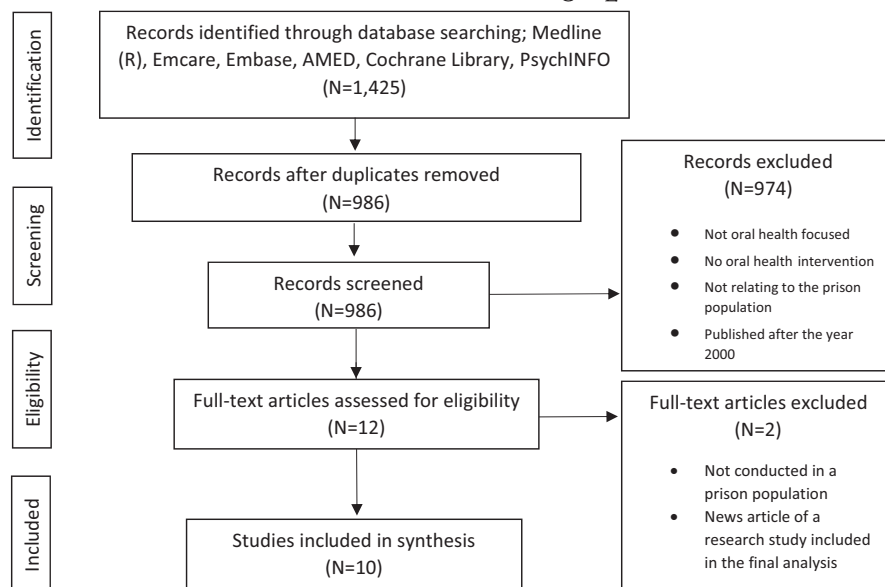 Identification
Records identified through database searching; Medline
(R), Emcare, Embase, AMED, Cochrane Library, PsychINFO
(N=1,425)
Records after duplicates removed
(N=986)
Screening
Records screened
(N=986)
Records excluded
(N=974)
• Not oral health focused
• No oral health intervention
• Not relating to the prison
population
• Published after the year
2000
Eligibility
Full-text articles assessed for eligibility
(N=12)
Full-text articles excluded
(N=2)
• Not conducted in a
prison population
• News article of a
research study included
in the final analysis
Included
Studies included in synthesis
(N=10)